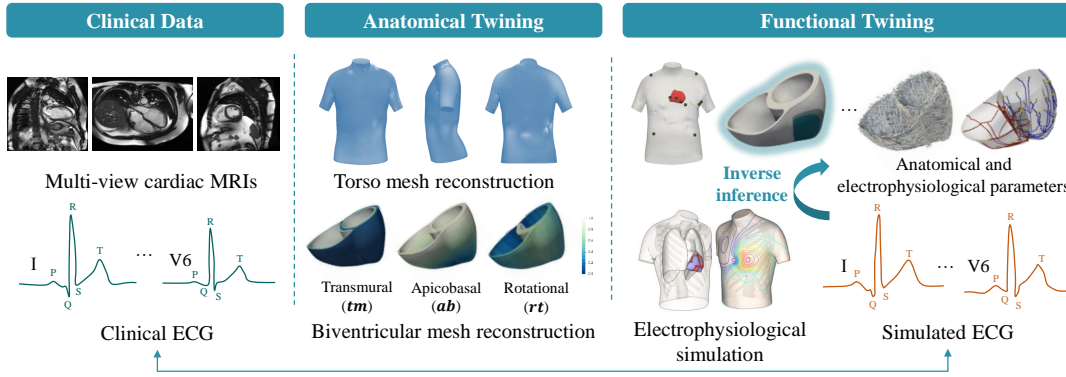 Clinical Data
Multi-view cardiac MRIs
I
P
R
Q
S
T
...
V6
P
R
Q
S
T
Clinical ECG
Anatomical Twining
Torso mesh reconstruction
Transmural
(tm)
Apicobasal
(ab)
Rotational
(rt)
Biventricular mesh reconstruction
Functional Twining
...
Anatomical and
electrophysiological parameters
Inverse
inference
Electrophysiological
simulation
I
P
R
Q
S
T
...
V6
P
R
Q
S
T
Simulated ECG